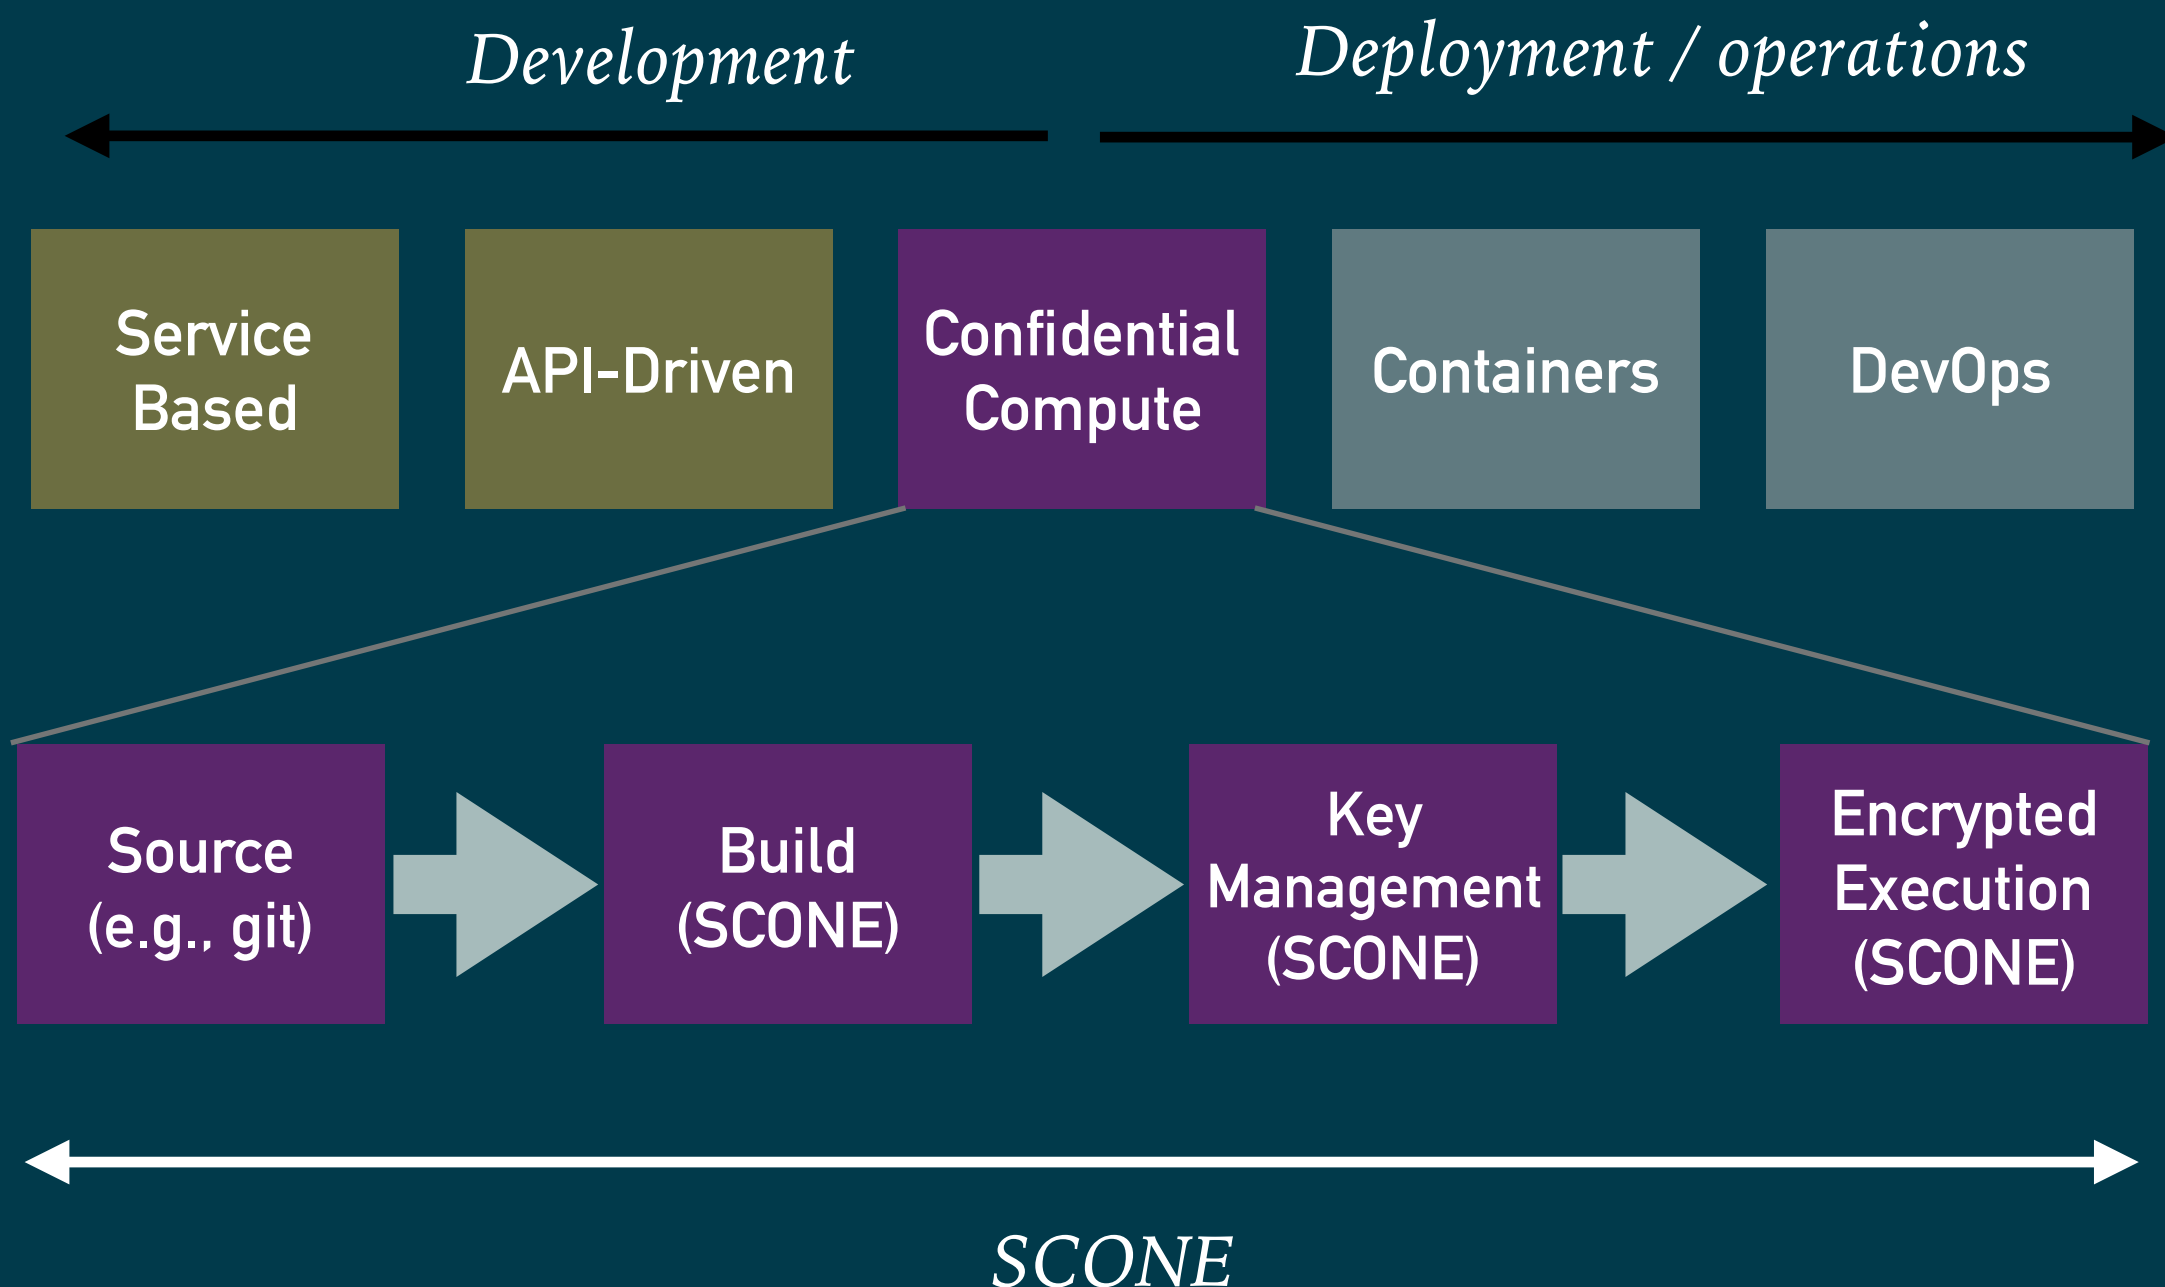 Development
Deployment / operations
Service
Based
API-Driven
Confidential
Compute
Containers
DevOps
Source
(e.g., git)
Build
(SCONE)
Key
Management
(SCONE)
Encrypted
Execution
(SCONE)
SCONE